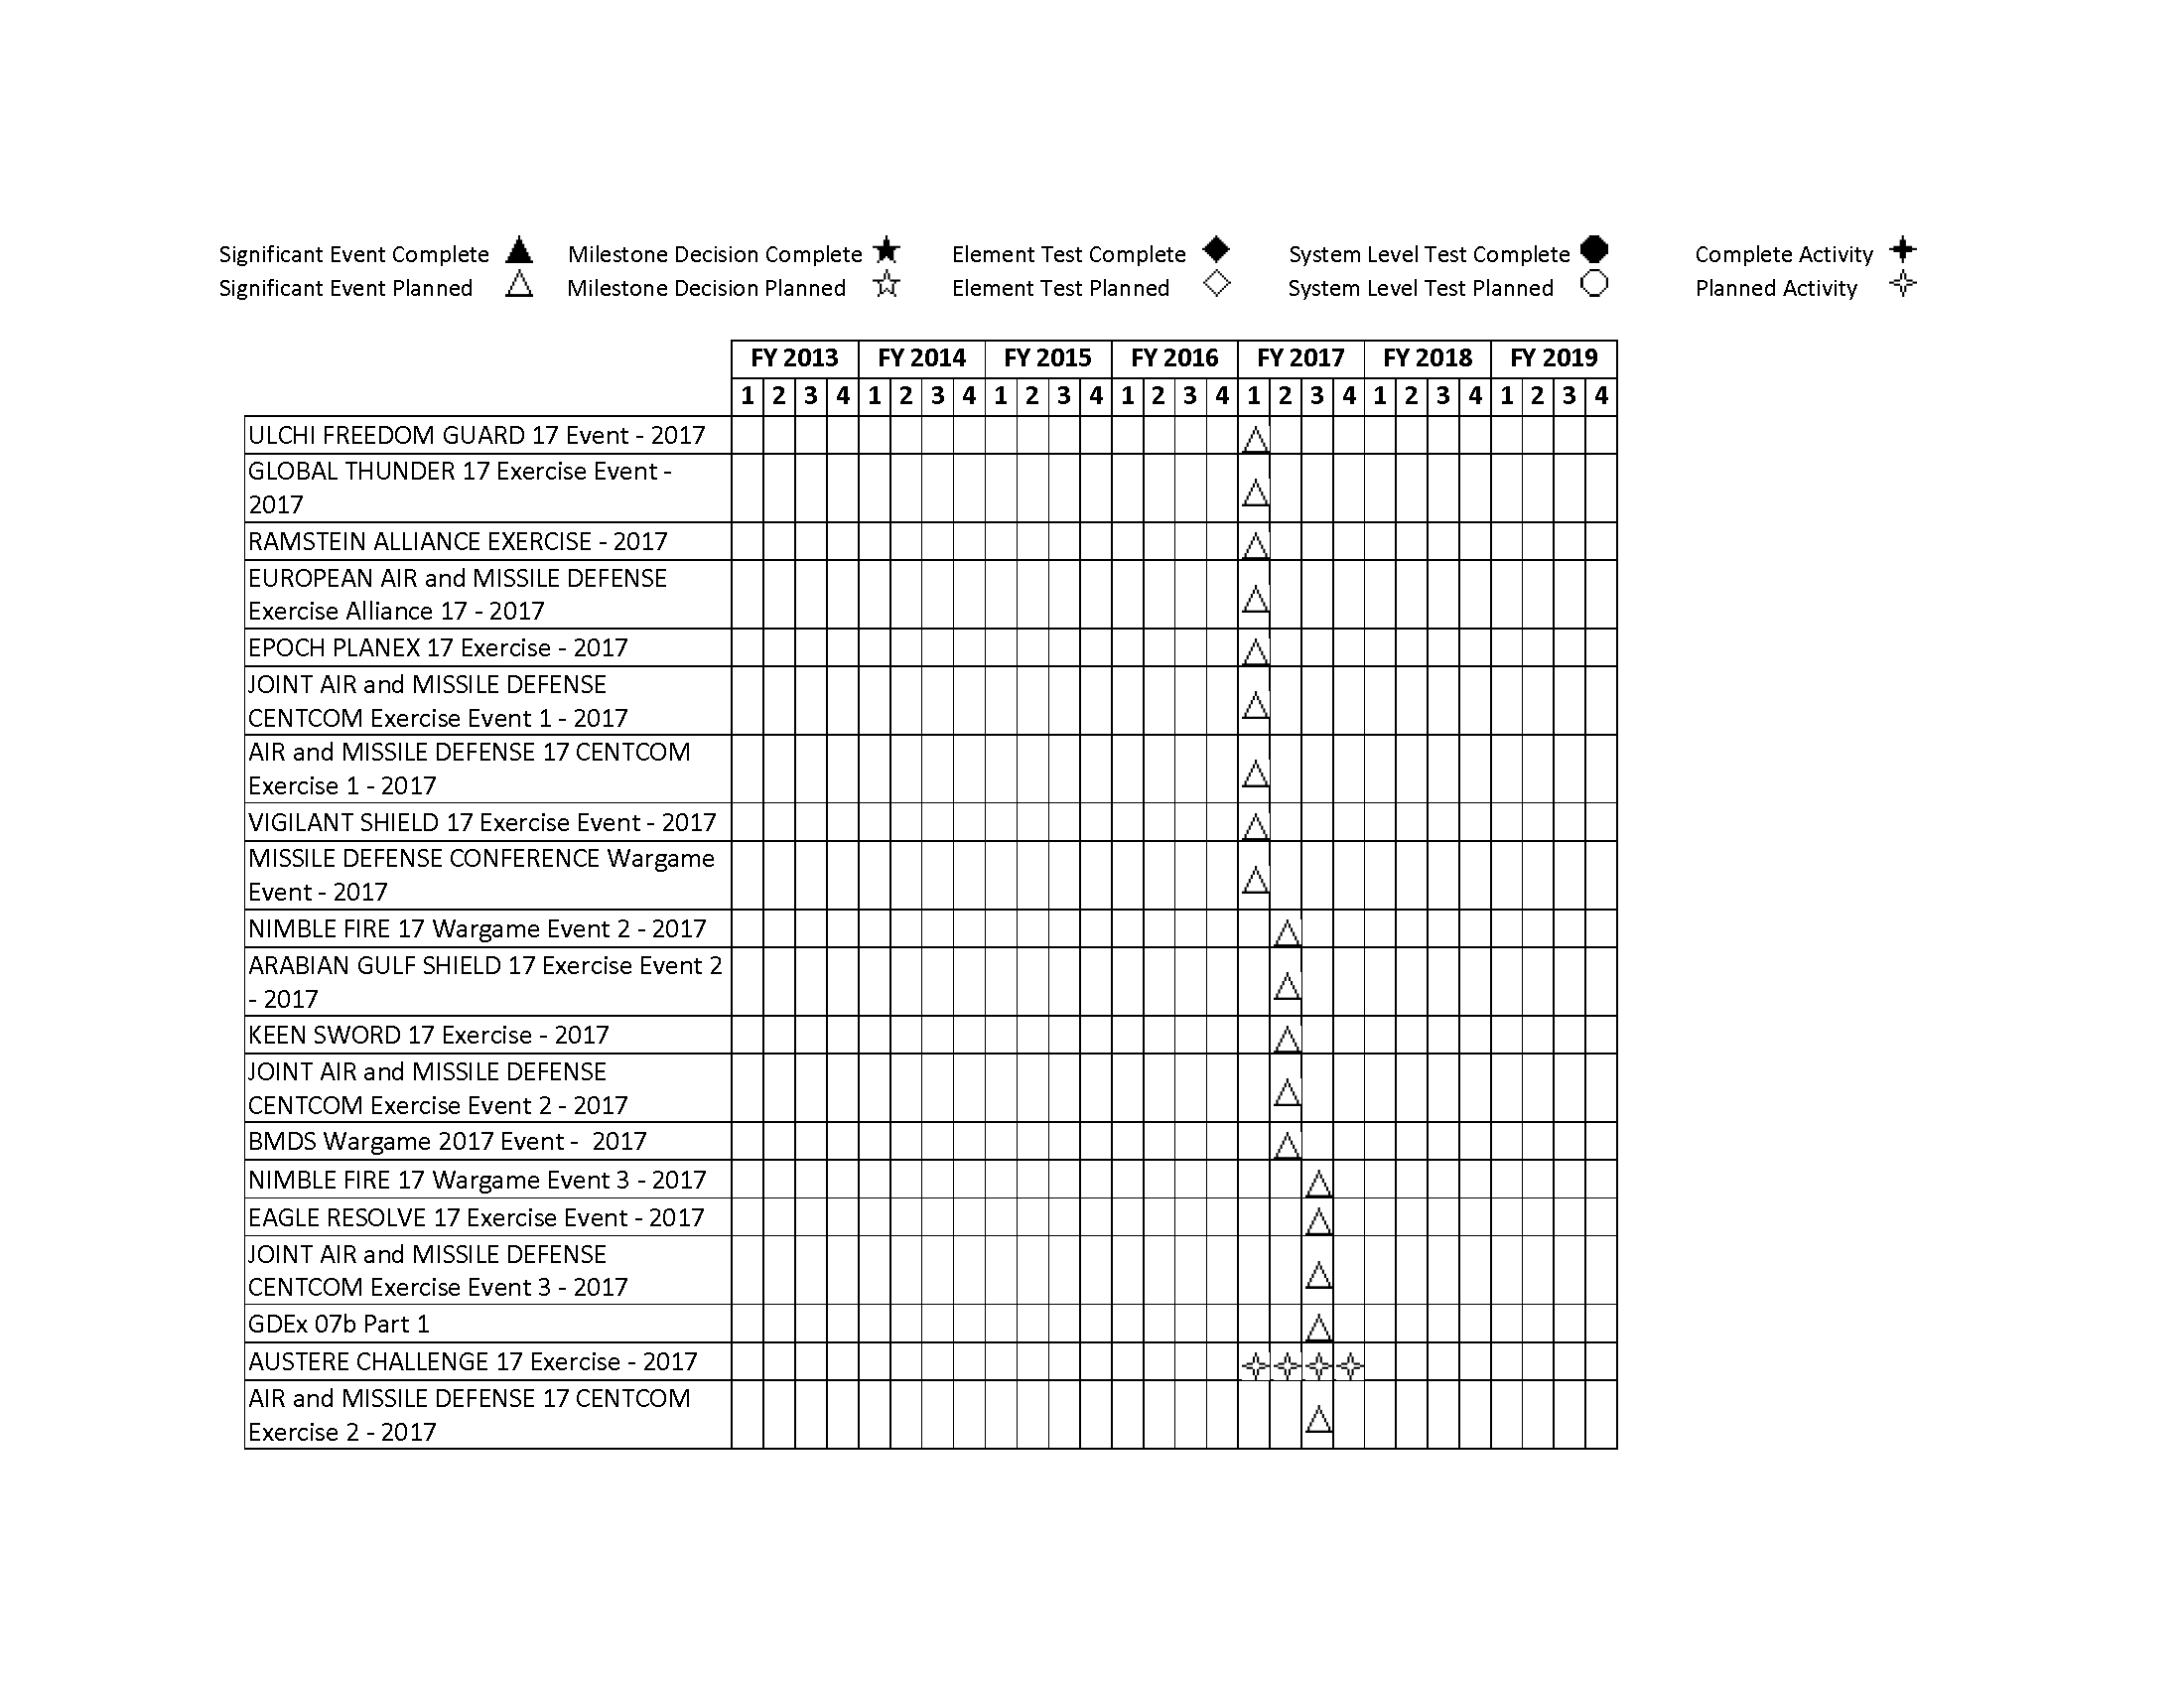 Significant Event Complete Milestone Decision Complete Element Test Complete System Level Test Complete Complete Activity
Significant Event Planned Milestone Decision Planned Element Test Planned System Level Test Planned Planned Activity
FY 2013 FY 2014 FY 2015 FY 2016 FY 2017 FY 2018 FY 2019
1 2 3 4 1 2 3 4 1 2 3 4 1 2 3 4 1 2 3 4 1 2 3 4 1 2 3 4
ULCHI FREEDOM GUARD 17 Event - 2017
GLOBAL THUNDER 17 Exercise Event -
2017
RAMSTEIN ALLIANCE EXERCISE - 2017
EUROPEAN AIR and MISSILE DEFENSE
Exercise Alliance 17 - 2017
EPOCH PLANEX 17 Exercise - 2017
JOINT AIR and MISSILE DEFENSE
CENTCOM Exercise Event 1 - 2017
AIR and MISSILE DEFENSE 17 CENTCOM
Exercise 1 - 2017
VIGILANT SHIELD 17 Exercise Event - 2017
MISSILE DEFENSE CONFERENCE Wargame
Event - 2017
NIMBLE FIRE 17 Wargame Event 2 - 2017
ARABIAN GULF SHIELD 17 Exercise Event 2
- 2017
KEEN SWORD 17 Exercise - 2017
JOINT AIR and MISSILE DEFENSE
CENTCOM Exercise Event 2 - 2017
BMDS Wargame 2017 Event -  2017
NIMBLE FIRE 17 Wargame Event 3 - 2017
EAGLE RESOLVE 17 Exercise Event - 2017
JOINT AIR and MISSILE DEFENSE
CENTCOM Exercise Event 3 - 2017
GDEx 07b Part 1
AUSTERE CHALLENGE 17 Exercise - 2017
AIR and MISSILE DEFENSE 17 CENTCOM
Exercise 2 - 2017